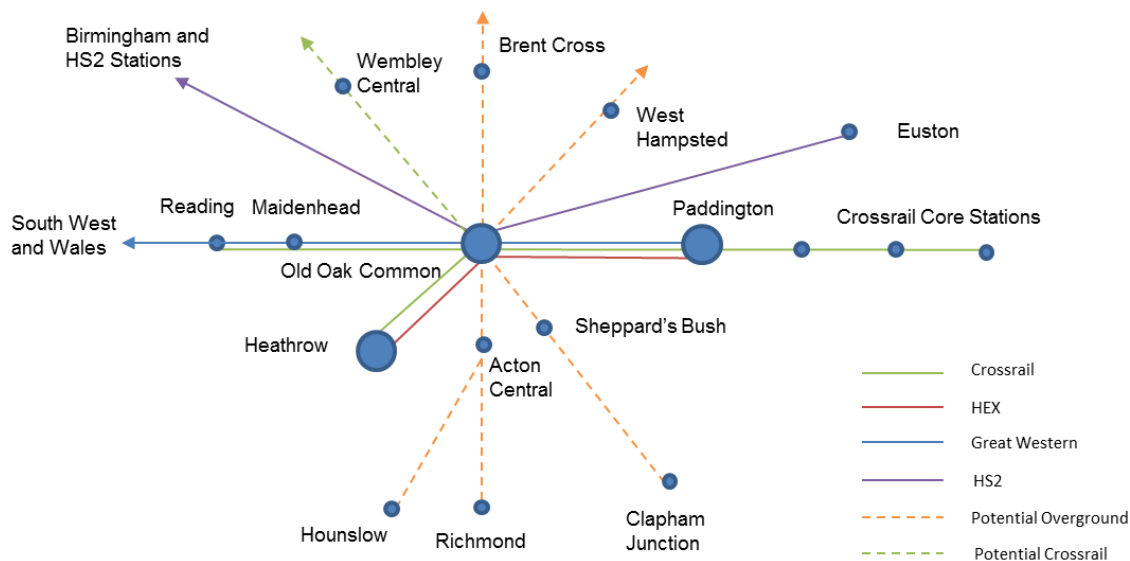 Birmingham and
HS2 Stations
Wembley
Central
Brent Cross
West
Hampsted
Euston
South West
and Wales
Reading
Maidenhead
Old Oak Common
Paddington
Crossrail Core Stations
Heathrow
Sheppard's Bush
Acton
Central
Hounslow
Richmond
Clapham
Junction
Crossrail
HEX
Great Western
HS2
Potential Overground
Potential Crossrail